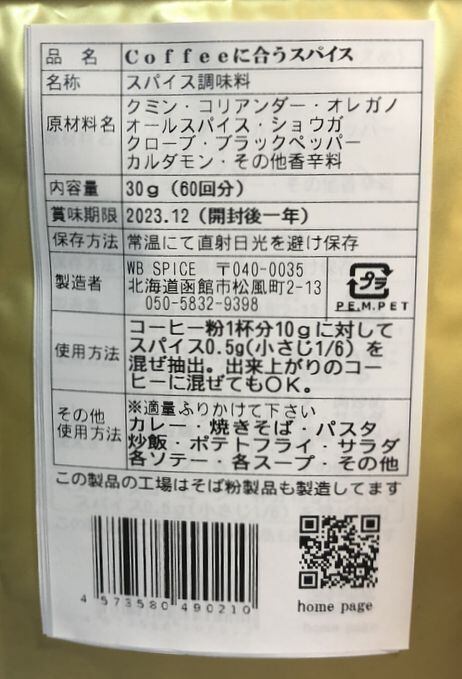 品 名 Coffeeに合うスパイス
名称 スパイス調味料
原材料名 クミン・コリアンダー・オレガノ
オールスパイス・ショウガ
クローブ・ブラックペッパー
カルダモン・その他香辛料
内容量 30g（60回分）
賞味期限 2023.12（開封後一年）
保存方法 常温にて直射日光を避け保存
製造者 WB SPICE 〒040-0035
北海道函館市松風町2-13
050-5832-9398
プラ
PE.M.PET
使用方法 コーヒー粉1杯分10gに対して
スパイス0.5g(小さじ1/6）を
混ぜ抽出。出来上がりのコー
ヒーに混ぜてもOK。
その他
使用方法
※適量ふりかけて下さい
カレー・焼きそば・パスタ
炒飯・ポテトフライ・サラダ
各ソテー・各スープ・その他
この製品の工場はそば粉製品も製造してます
4 573580 490210
home page